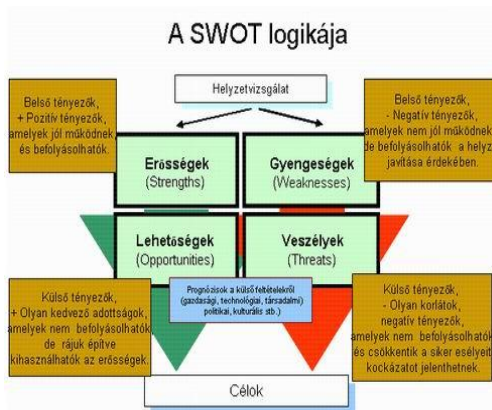 A SWOT logikája
Helyzetvizsgálat
Belső tényezők,
+ Pozitív tényezők,
amelyek jól működnek
és befolyásolhatók.
Belső tényezők,
- Negatív tényezők,
amelyek nem jól működnek
de befolyásolhatók a helyz
javítása érdekében.
Erősségek
(Strengths)
Gyengeségek
(Weaknesses)
Lehetőségek
(Opportunities)
Veszélyek
(Threats)
Külső tényezők,
+ Olyan kedvező adottságok,
amelyek nem befolyásolhatók
de rájuk építve
kihasználhatók az erősségek.
Prognózisok a külső feltételekről
(gazdasági, technológiai, társadalmi)
politikai, kulturális stb.)
Külső tényezők,
- Olyan korlátok,
negatív tényezők,
amelyek nem befolyásolhatók
és csökkentik a siker esélyeit
kockázatot jelenthetnek.
Célok